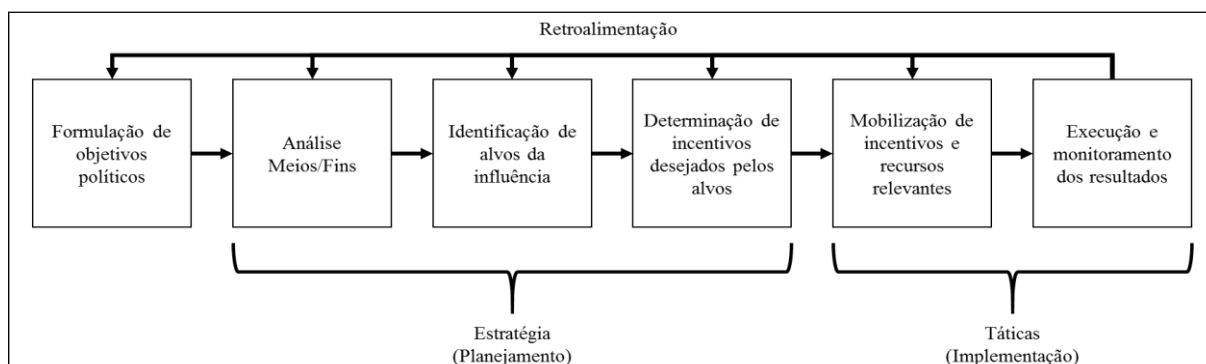 Retroalimentação
Formulação de
objetivos
políticos
Análise
Meios/Fins
Identificação de
alvos da
influência
Determinação de
incentivos
desejados pelos
alvos
Mobilização de
incentivos e
recursos
relevantes
Execução e
monitoramento
dos resultados
Estratégia
(Planejamento)
Táticas
(Implementação)